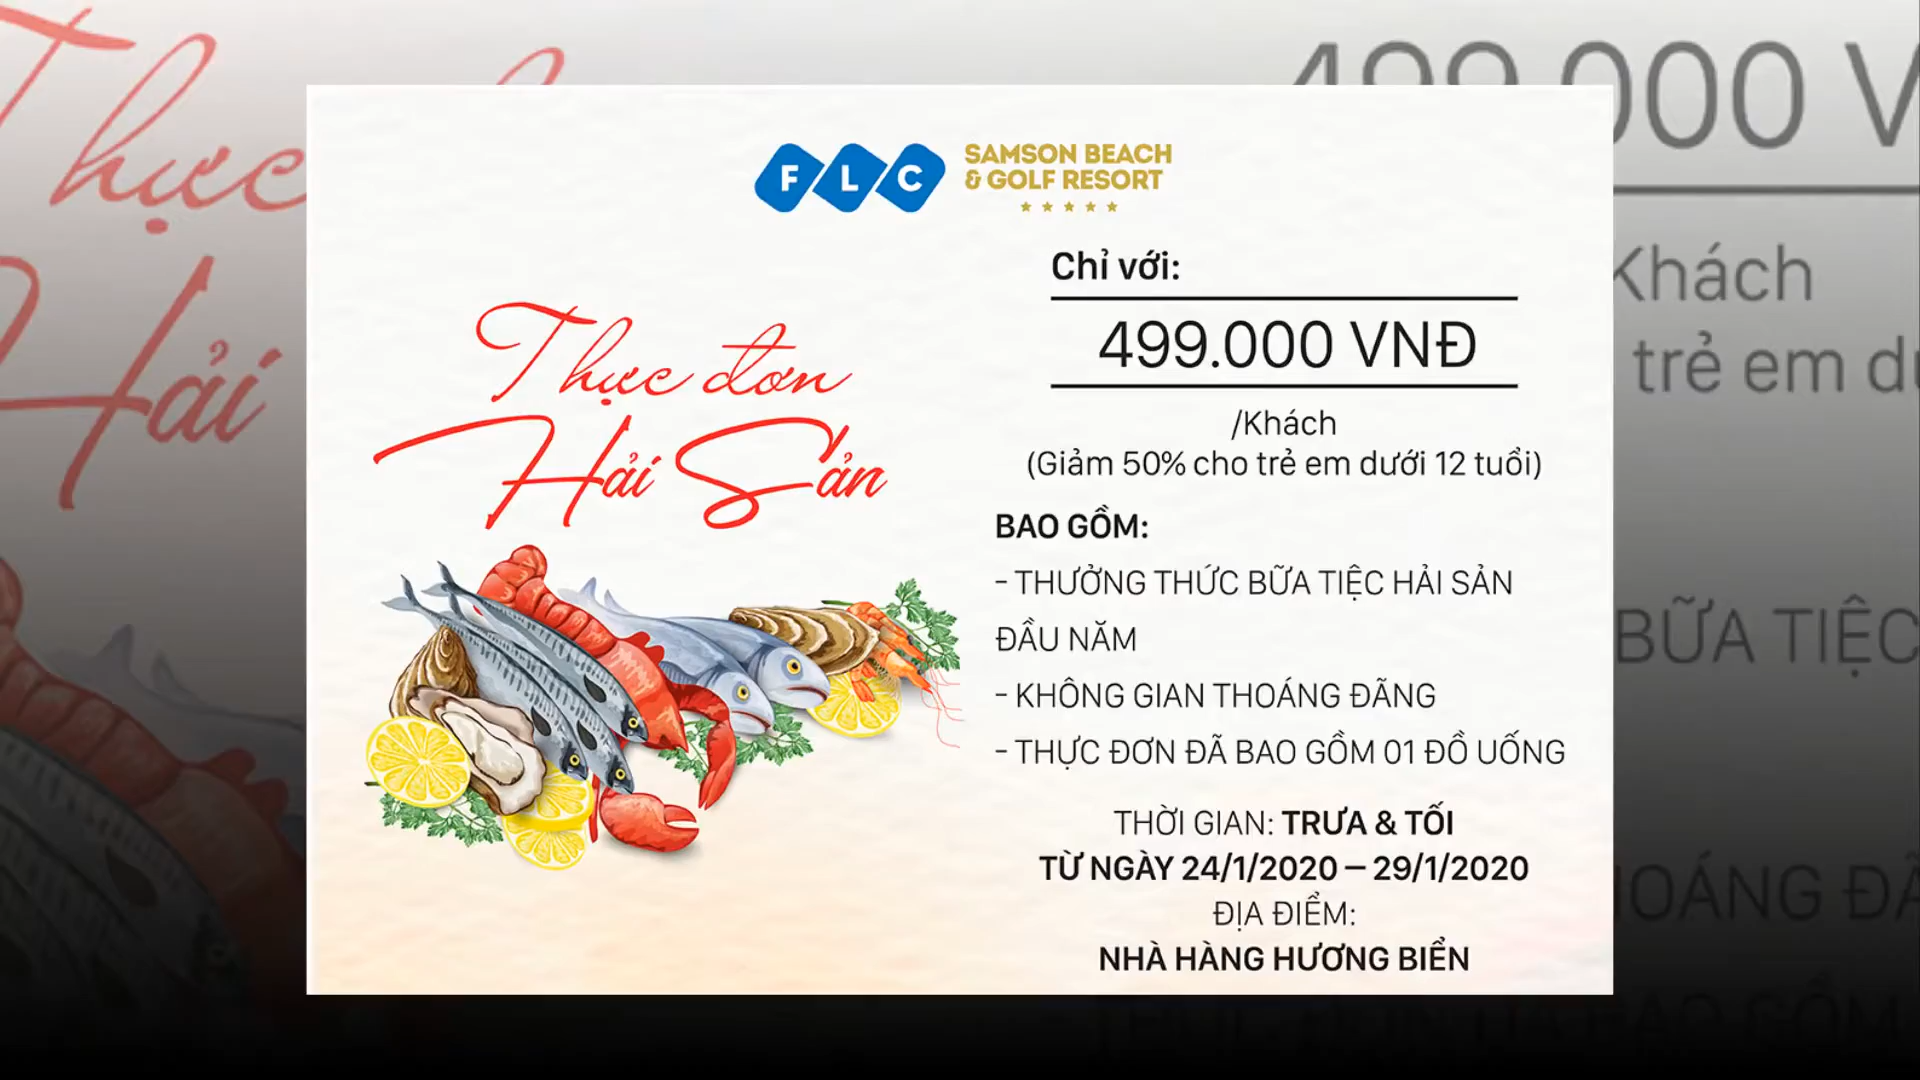 FLC
SAMSON BEACH
& GOLF RESORT
Thực đơn
Hải Sản
Chỉ với:
499.000 VNĐ
/Khách
(Giảm 50% cho trẻ em dưới 12 tuổi)
BAO GỒM:
- THƯỞNG THỨC BỮA TIỆC HẢI SẢN
ĐẦU NĂM
- KHÔNG GIAN THOÁNG ĐÃNG
- THỰC ĐƠN ĐÃ BAO GỒM 01 ĐỒ UỐNG
THỜI GIAN: TRƯA & TỐI
TỪ NGÀY 24/1/2020 – 29/1/2020
ĐỊA ĐIỂM:
NHÀ HÀNG HƯƠNG BIỂN